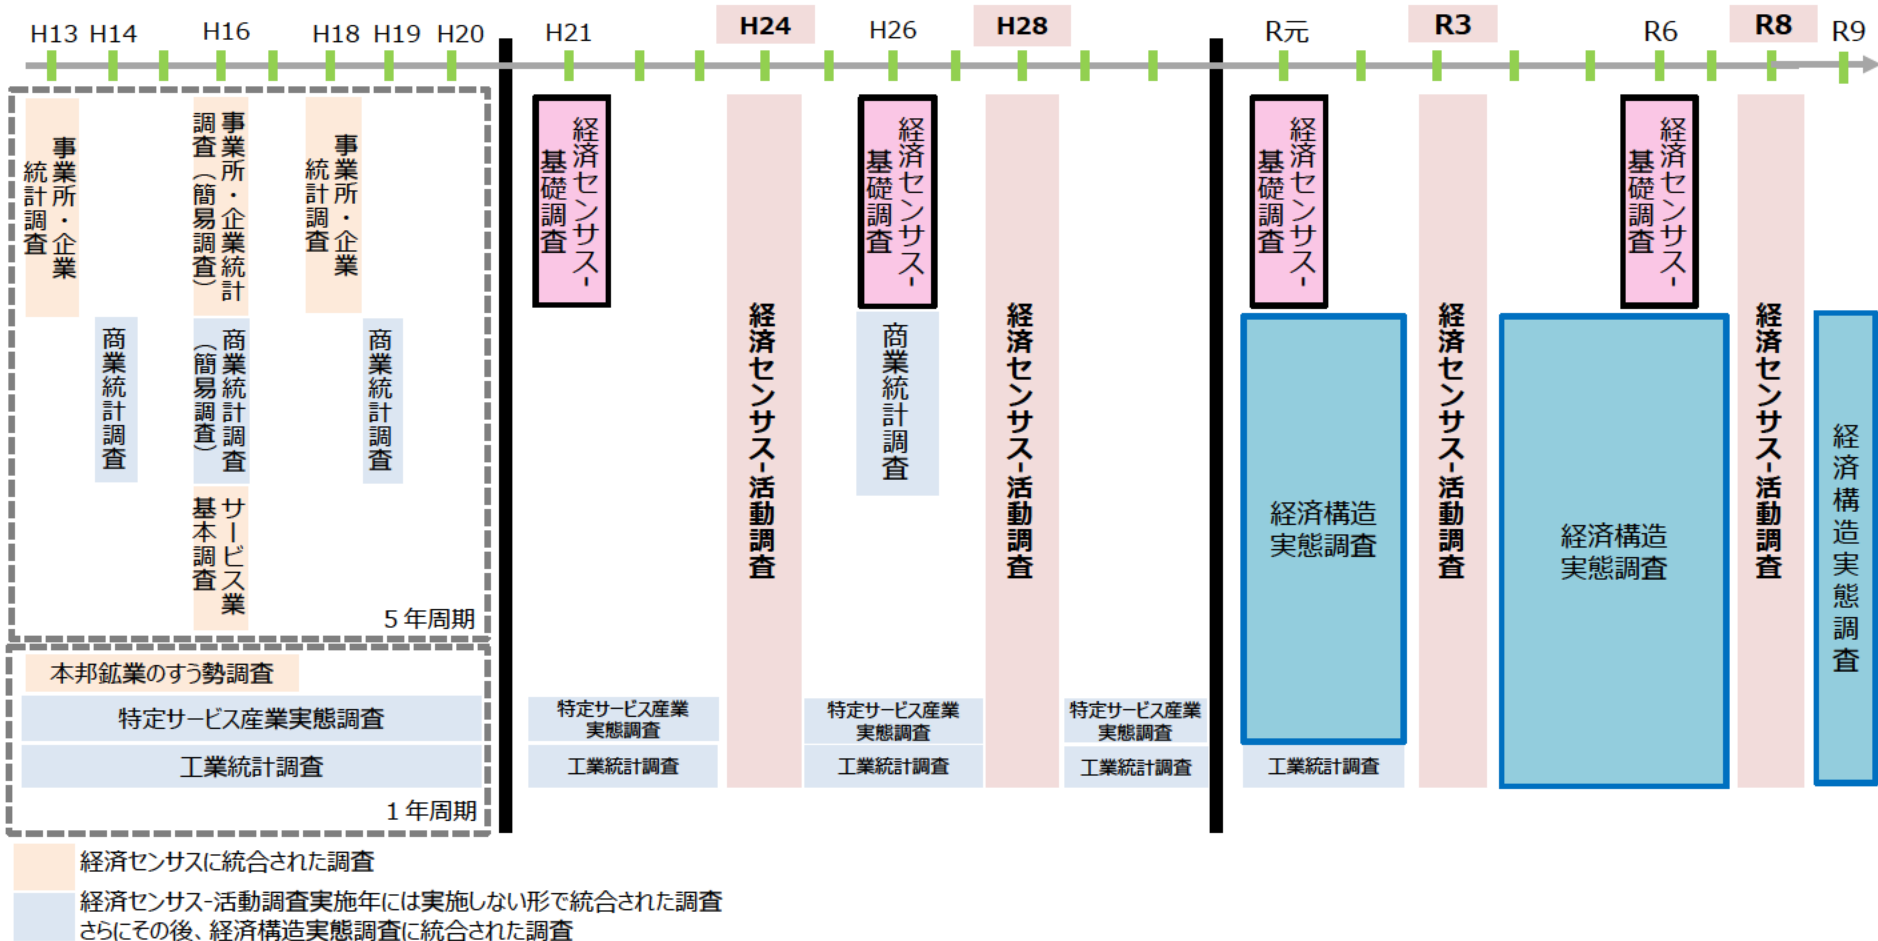 H13
H14
H16
H18
H19
H20
H21
H24
H26
H28
R元
R3
R6
R8
R9
事業所・企業
統計調査
事業所・企業統計
調査（簡易調査）
事業所・企業
統計調査
商業統計調査
商業統計調査
（簡易調査）
商業統計調査
サービス業
基本調査
5年周期
本邦鉱業のすう勢調査
特定サービス産業実態調査
工業統計調査
1年周期
経済センサス-
基礎調査
特定サービス産業
実態調査
工業統計調査
経済センサス-活動調査
経済センサス-
基礎調査
商業統計調査
特定サービス産業
実態調査
工業統計調査
経済センサス-活動調査
特定サービス産業
実態調査
工業統計調査
経済センサス-
基礎調査
経済構造
実態調査
工業統計調査
経済センサス-活動調査
経済センサス-
基礎調査
経済構造
実態調査
経済センサス-活動調査
経済構造実態調査
経済センサスに統合された調査
経済センサス-活動調査実施年には実施しない形で統合された調査
さらにその後、経済構造実態調査に統合された調査